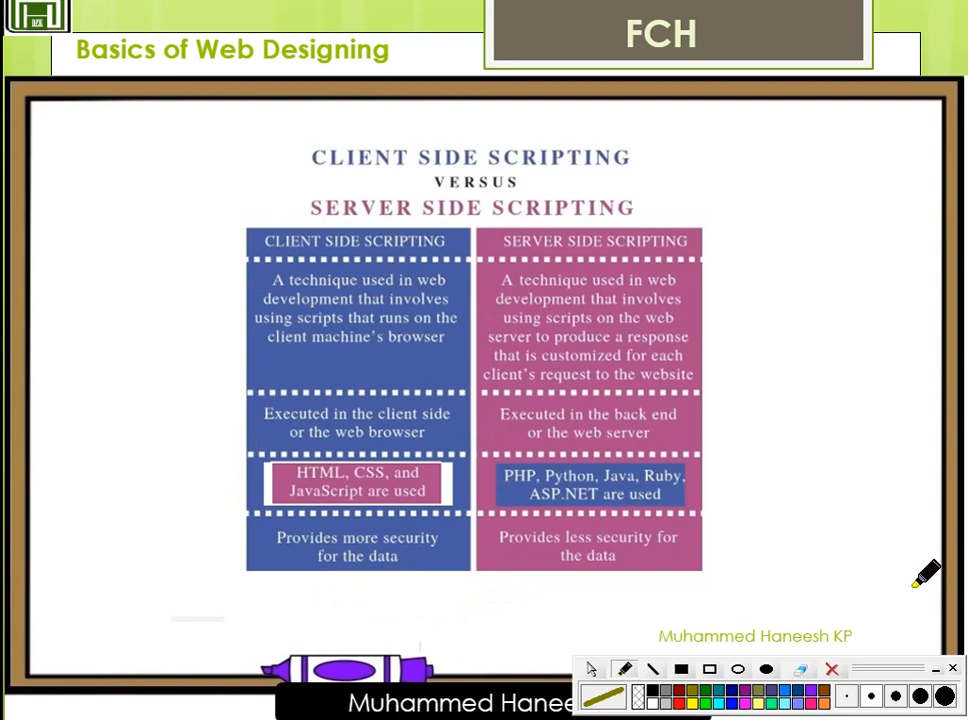 FCH
Basics of Web Designing
CLIENT SIDE SCRIPTING
VERSUS
SERVER SIDE SCRIPTING
CLIENT SIDE SCRIPTING
A technique used in web
development that involves
using scripts that runs on the
client machine's browser
Executed in the client side
or the web browser
HTML, CSS, and
JavaScript are used
Provides more security
for the data
SERVER SIDE SCRIPTING
A technique used in web
development that involves
using scripts on the web
server to produce a response
that is customized for each
client's request to the website
Executed in the back end
or the web server
PHP, Python, Java, Ruby,
ASP.NET are used
Provides less security for
the data
Muhammed Haneesh KP
Muhammed Hanee